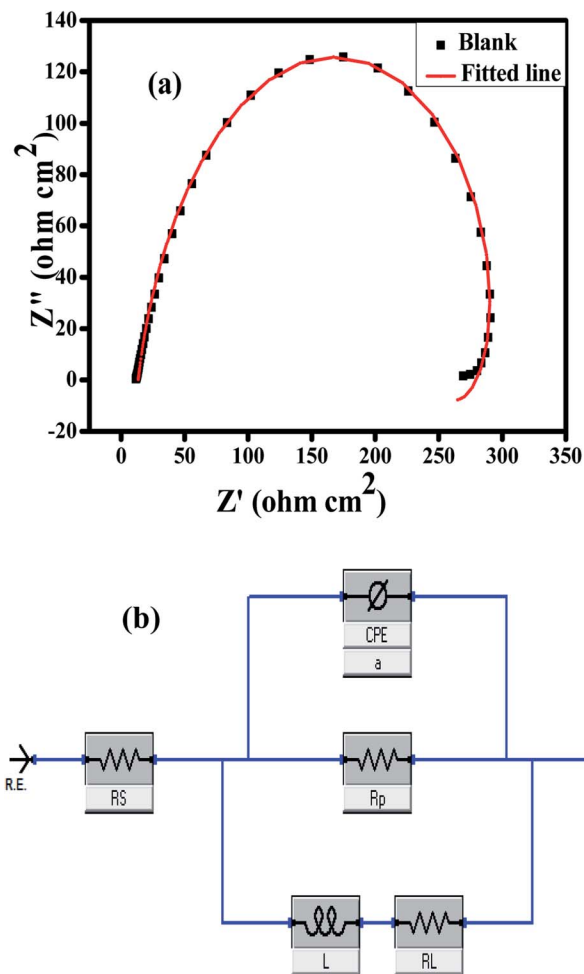 140
120
100
80
60
40
20
0
-20
Z" (ohm cm²)
(a)
Blank
Fitted line
0 50 100 150 200 250 300 350
Z' (ohm cm²)
(b)
CPE
a
R.E.
RS
Rp
L
RL